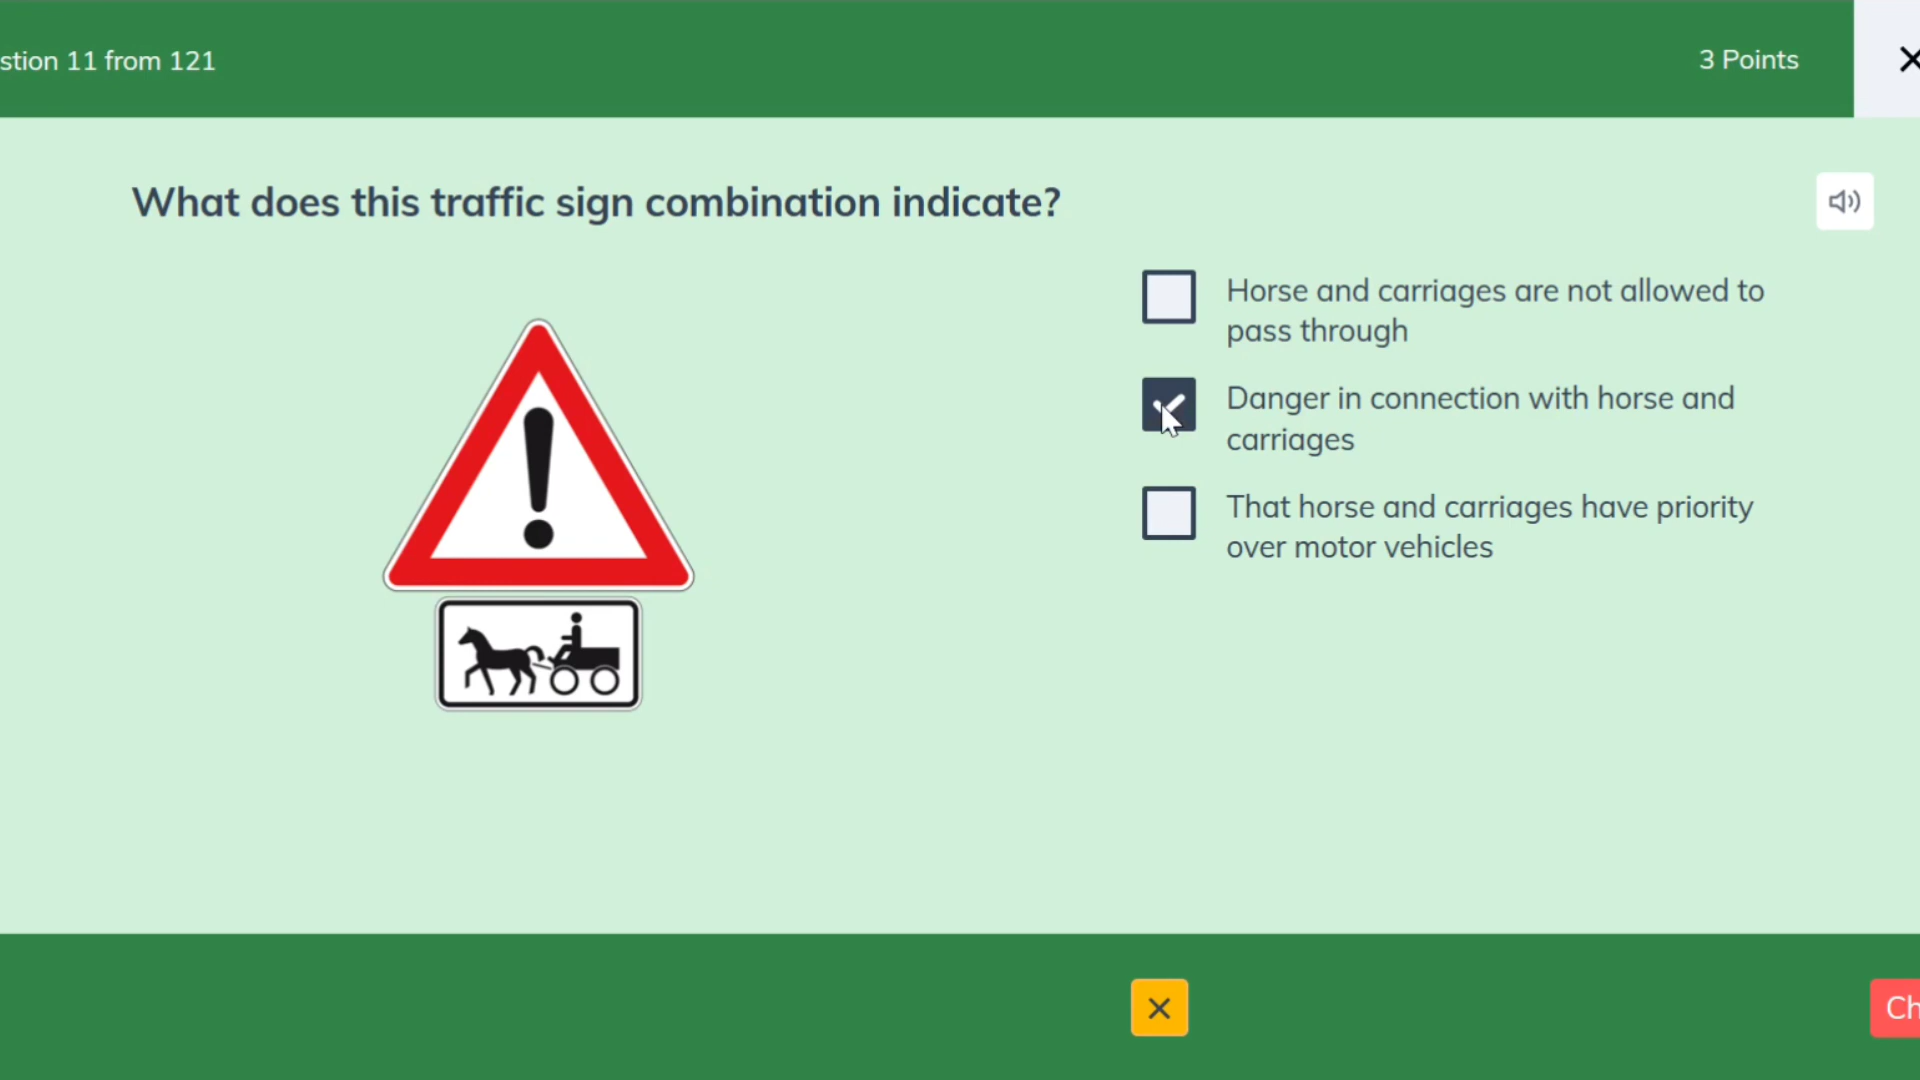 stion 11 from 121
3 Points
What does this traffic sign combination indicate?
Horse and carriages are not allowed to
pass through
Danger in connection with horse and
carriages
That horse and carriages have priority
over motor vehicles
Ch